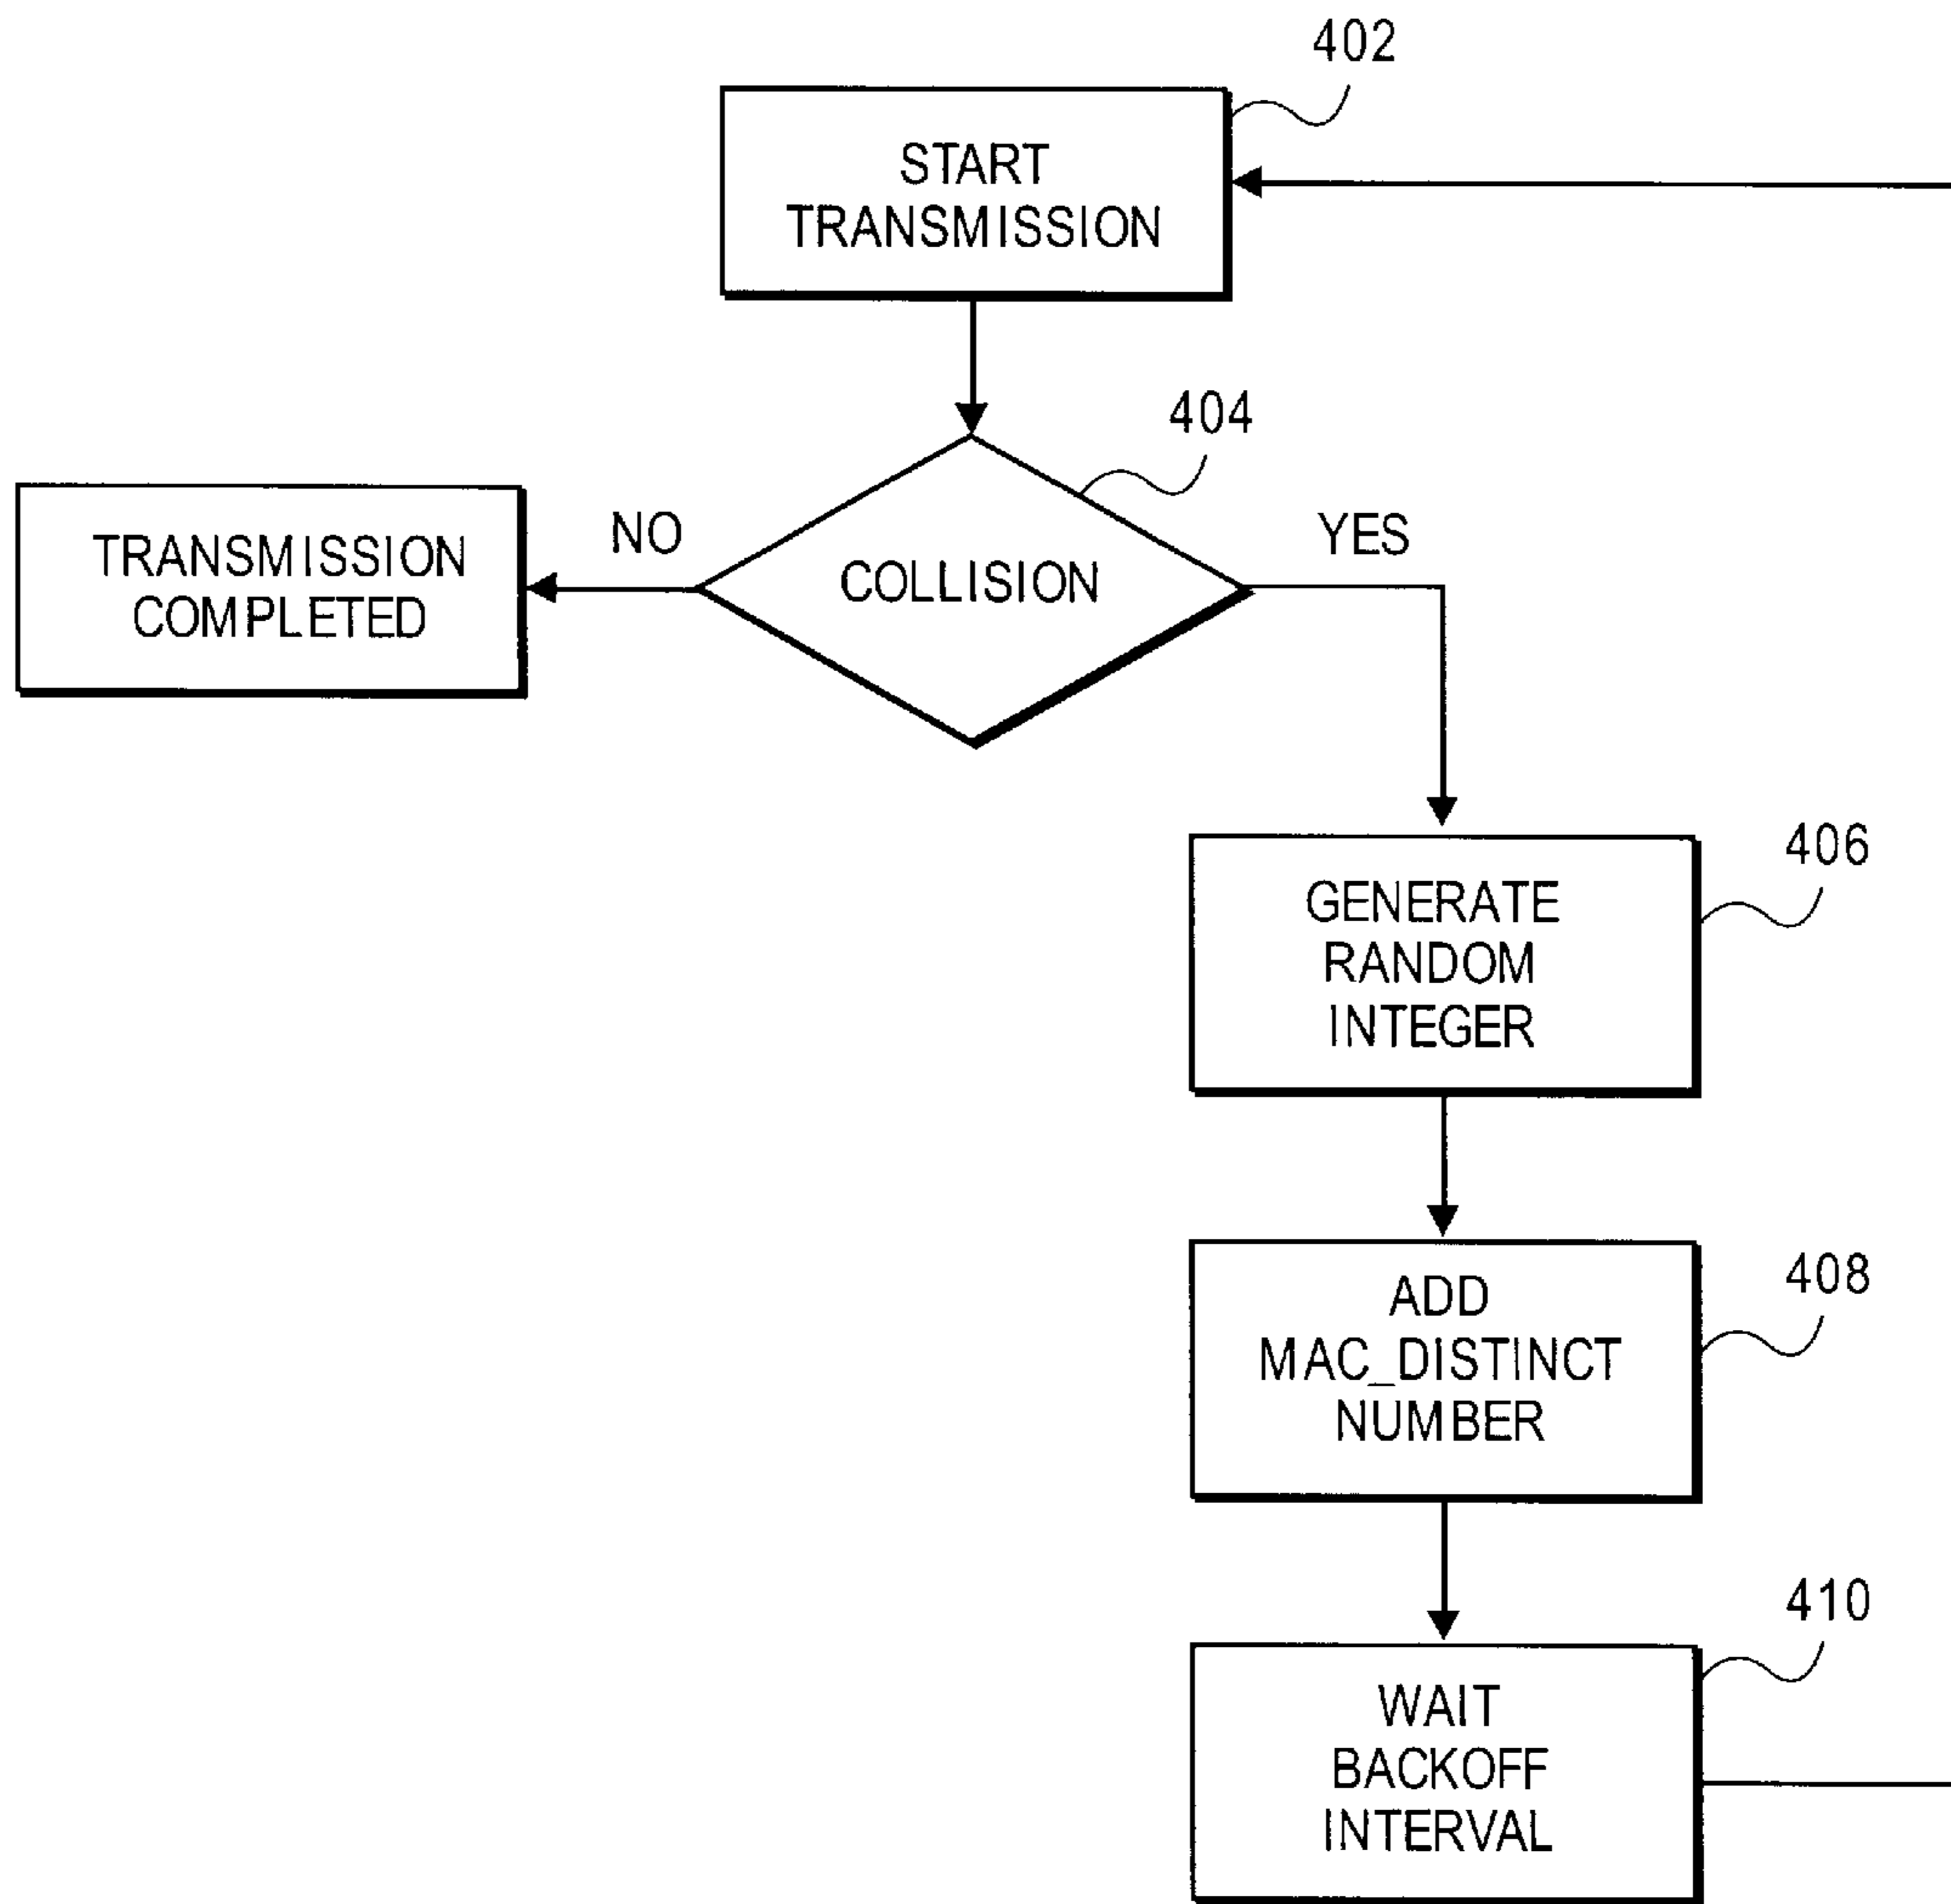 402
START
TRANSMISSION
404
NO
YES
TRANSMISSION
COMPLETED
COLLISION
406
GENERATE
RANDOM
INTEGER
408
ADD
MAC_DISTINCT
NUMBER
410
WAIT
BACKOFF
INTERVAL